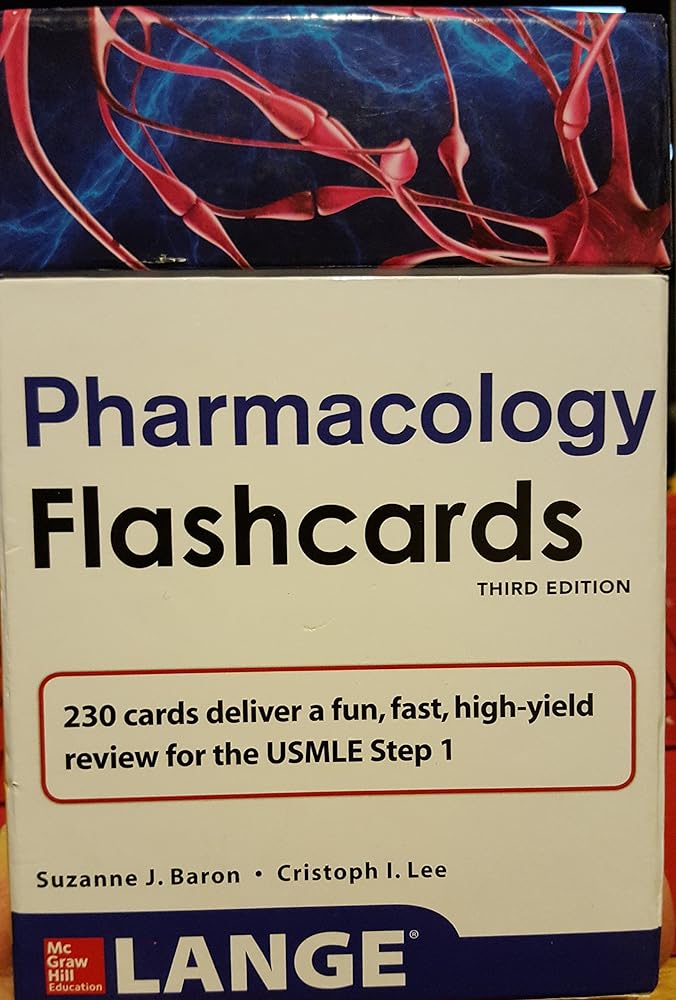 Pharmacology
Flashcards
THIRD EDITION
230 cards deliver a fun, fast, high-yield
review for the USMLE Step 1
Suzanne J. Baron • Cristoph I. Lee
Mc
Graw
Hill
Education
LANGE®